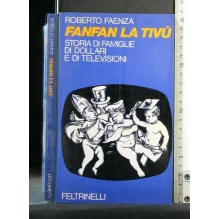 ROBERTO FAENZA
FANFAN LA TIVÙ
STORIA DI FAMIGLIE
DI DOLLARI
E DI TELEVISIONI
FELTRINELLI